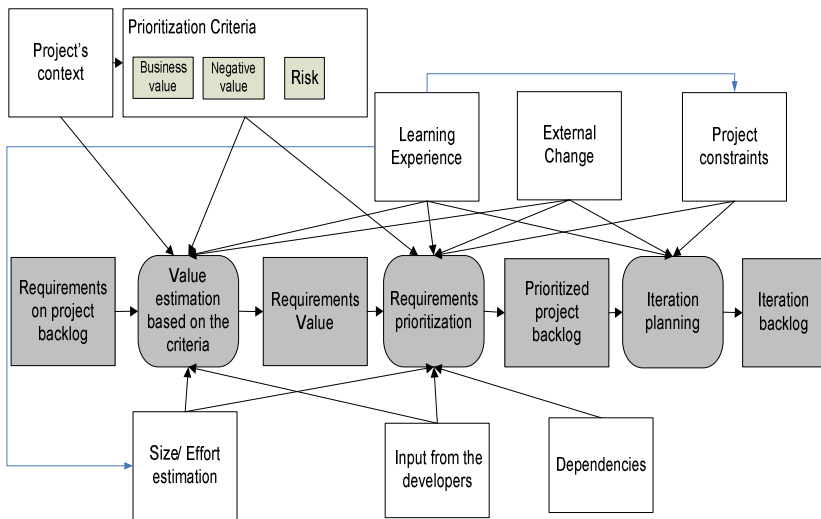 Project's
context
Prioritization Criteria
Business
value
Negative
value
Risk
Learning
Experience
External
Change
Project
constraints
Requirements
on project
backlog
Value
estimation
based on the
criteria
Requirements
Value
Requirements
prioritization
Prioritized
project
backlog
Iteration
planning
Iteration
backlog
Size/ Effort
estimation
Input from the
developers
Dependencies